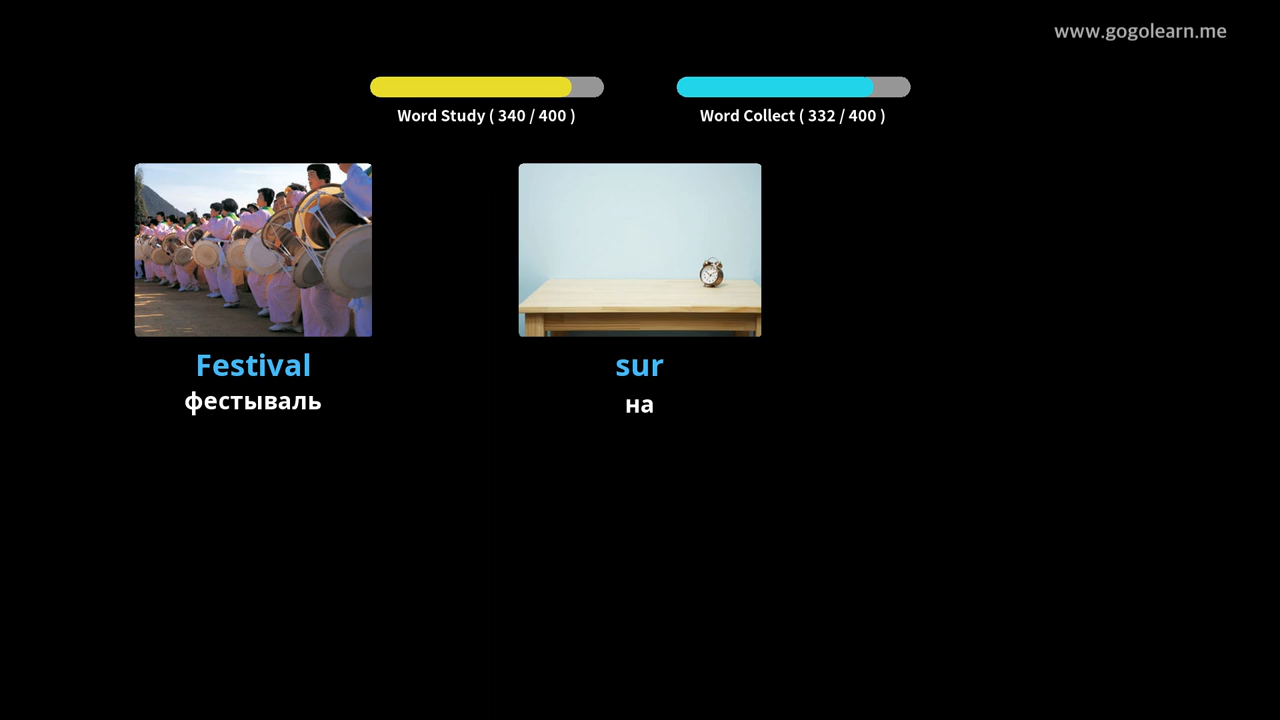 www.gogolearn.me
Word Study ( 340 / 400 )
Word Collect ( 332 / 400 )
Festival
фестываль
sur
на